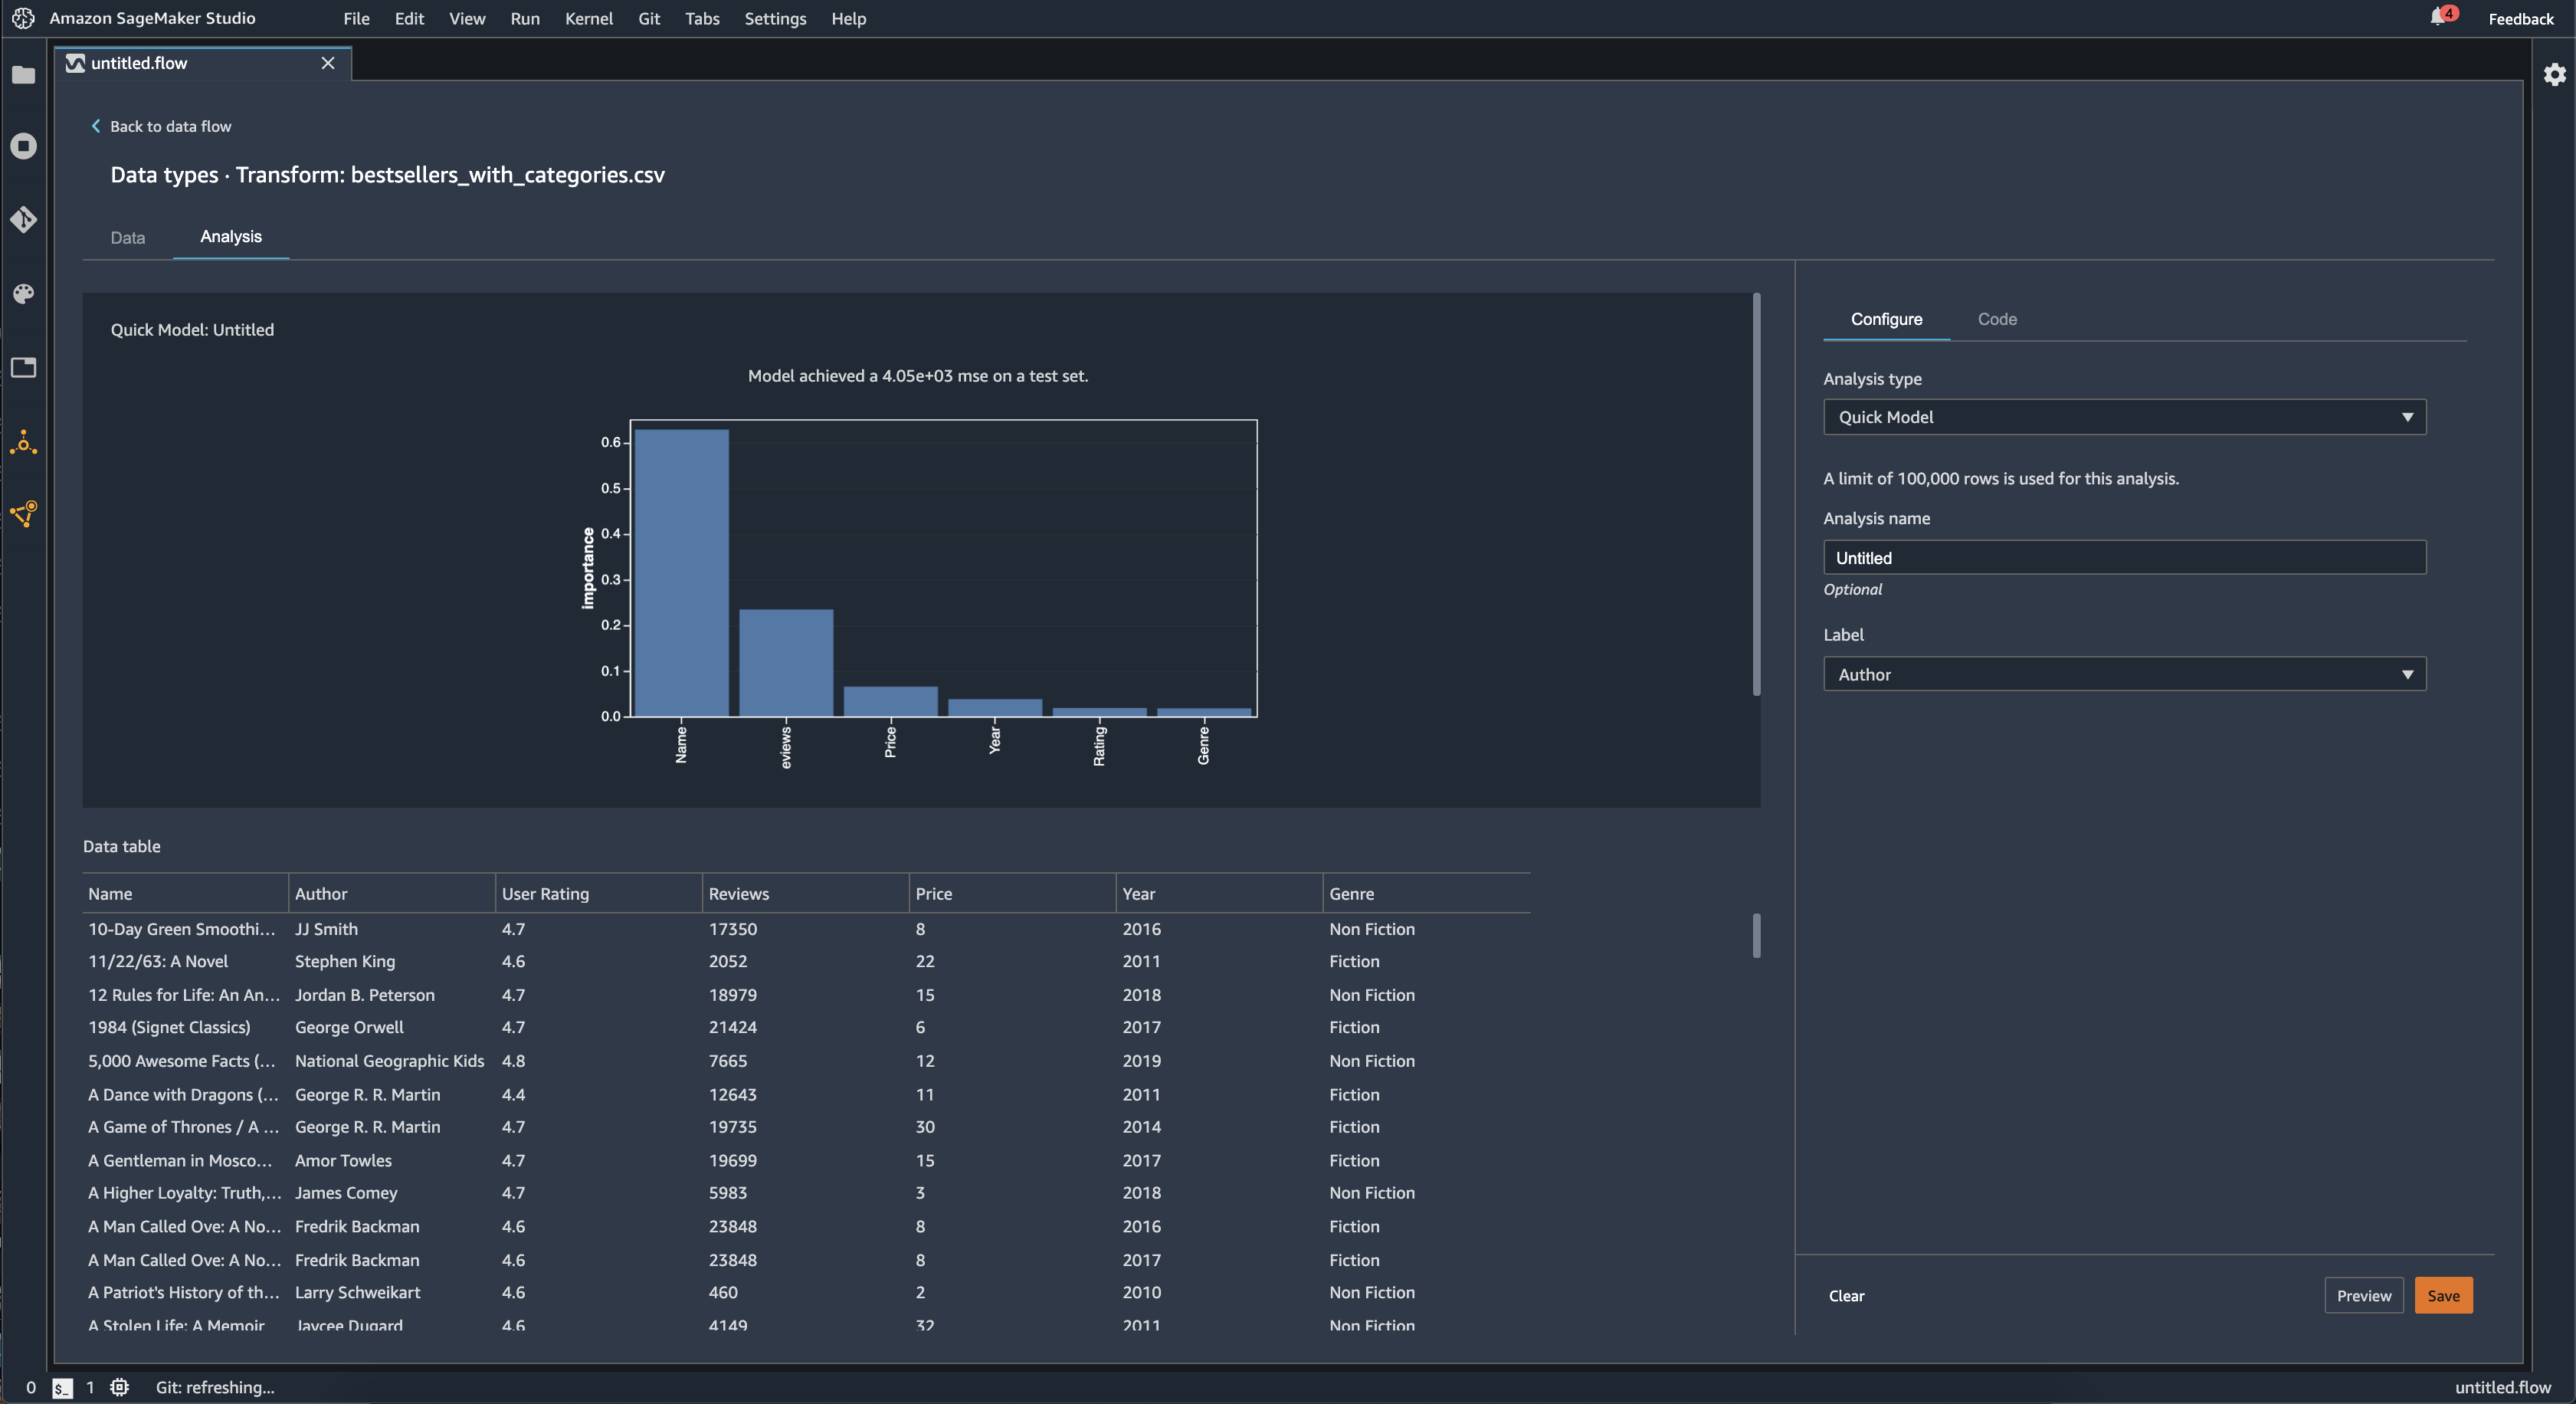 Amazon SageMaker Studio File Edit View Run Kernel Git Tabs Settings Help 4 Feedback
untitled.flow
Back to data flow
Data types · Transform: bestsellers_with_categories.csv
Data Analysis
Quick Model: Untitled
Model achieved a 4.05e+03 mse on a test set.
importance
0.6
0.5
0.4
0.3
0.2
0.1
0.0
Name eviews Price Year Rating Genre
Data table
Name Author User Rating Reviews Price Year Genre
10-Day Green Smoothi... JJ Smith 4.7 17350 8 2016 Non Fiction
11/22/63: A Novel Stephen King 4.6 2052 22 2011 Fiction
12 Rules for Life: An An... Jordan B. Peterson 4.7 18979 15 2018 Non Fiction
1984 (Signet Classics) George Orwell 4.7 21424 6 2017 Fiction
5,000 Awesome Facts (... National Geographic Kids 4.8 7665 12 2019 Non Fiction
A Dance with Dragons (... George R. R. Martin 4.4 12643 11 2011 Fiction
A Game of Thrones / A ... George R. R. Martin 4.7 19735 30 2014 Fiction
A Gentleman in Mosco... Amor Towles 4.7 19699 15 2017 Fiction
A Higher Loyalty: Truth,... James Comey 4.7 5983 3 2018 Non Fiction
A Man Called Ove: A No... Fredrik Backman 4.6 23848 8 2016 Fiction
A Man Called Ove: A No... Fredrik Backman 4.6 23848 8 2017 Fiction
A Patriot's History of th... Larry Schweikart 4.6 460 2 2010 Non Fiction
A Stolen Life: A Memoir Jaycee Dugard 4.6 4149 32 2011 Non Fiction
Configure Code
Analysis type
Quick Model
A limit of 100,000 rows is used for this analysis.
Analysis name
Untitled
Optional
Label
Author
Clear Preview Save
0 $_ 1 Git: refreshing... untitled.flow